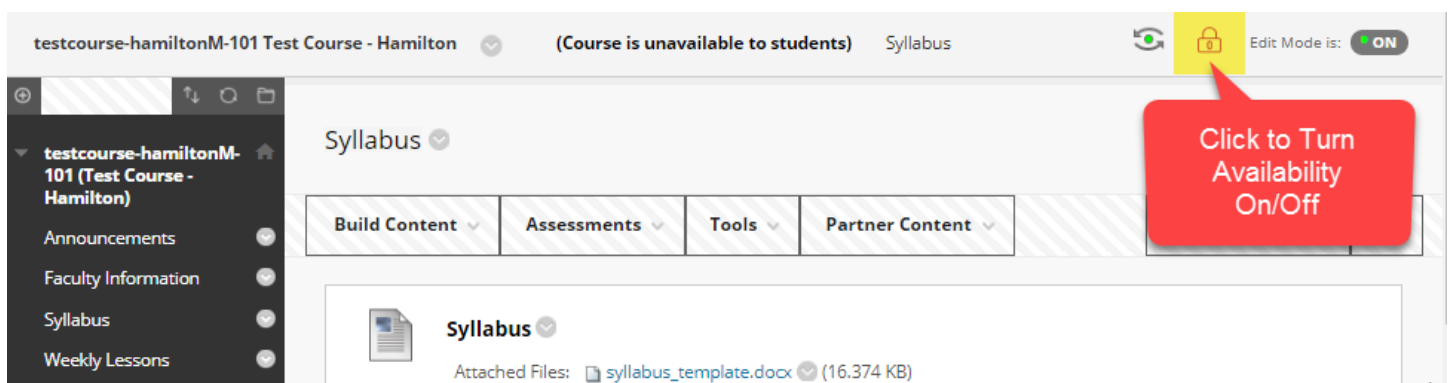 testcourse-hamiltonM-101 Test Course - Hamilton (Course is unavailable to students) Syllabus Edit Mode is: ON
Click to Turn
Availability
On/Off
testcourse-hamiltonM-
101 (Test Course -
Hamilton)
Announcements
Faculty Information
Syllabus
Weekly Lessons
Syllabus
Build Content Assessments Tools Partner Content
Syllabus
Attached Files: syllabus_template.docx (16.374 KB)